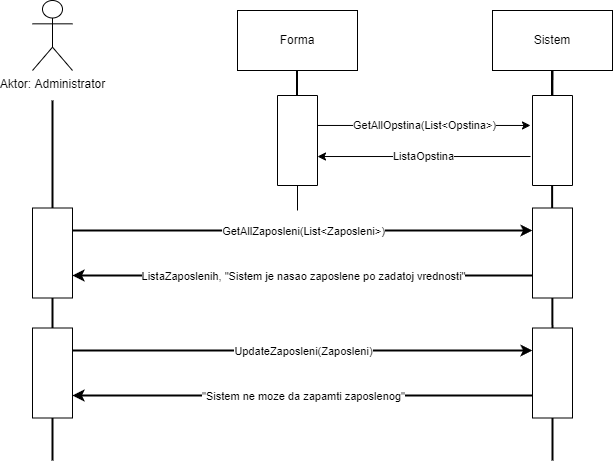 Forma
Sistem
Aktor: Administrator
GetAllOpstina(List<Opstina>)
ListaOpstina
GetAllZaposleni(List<Zaposleni>)
ListaZaposlenih, "Sistem je nasao zaposlene po zadatoj vrednosti"
UpdateZaposleni(Zaposleni)
"Sistem ne moze da zapamti zaposlenog"